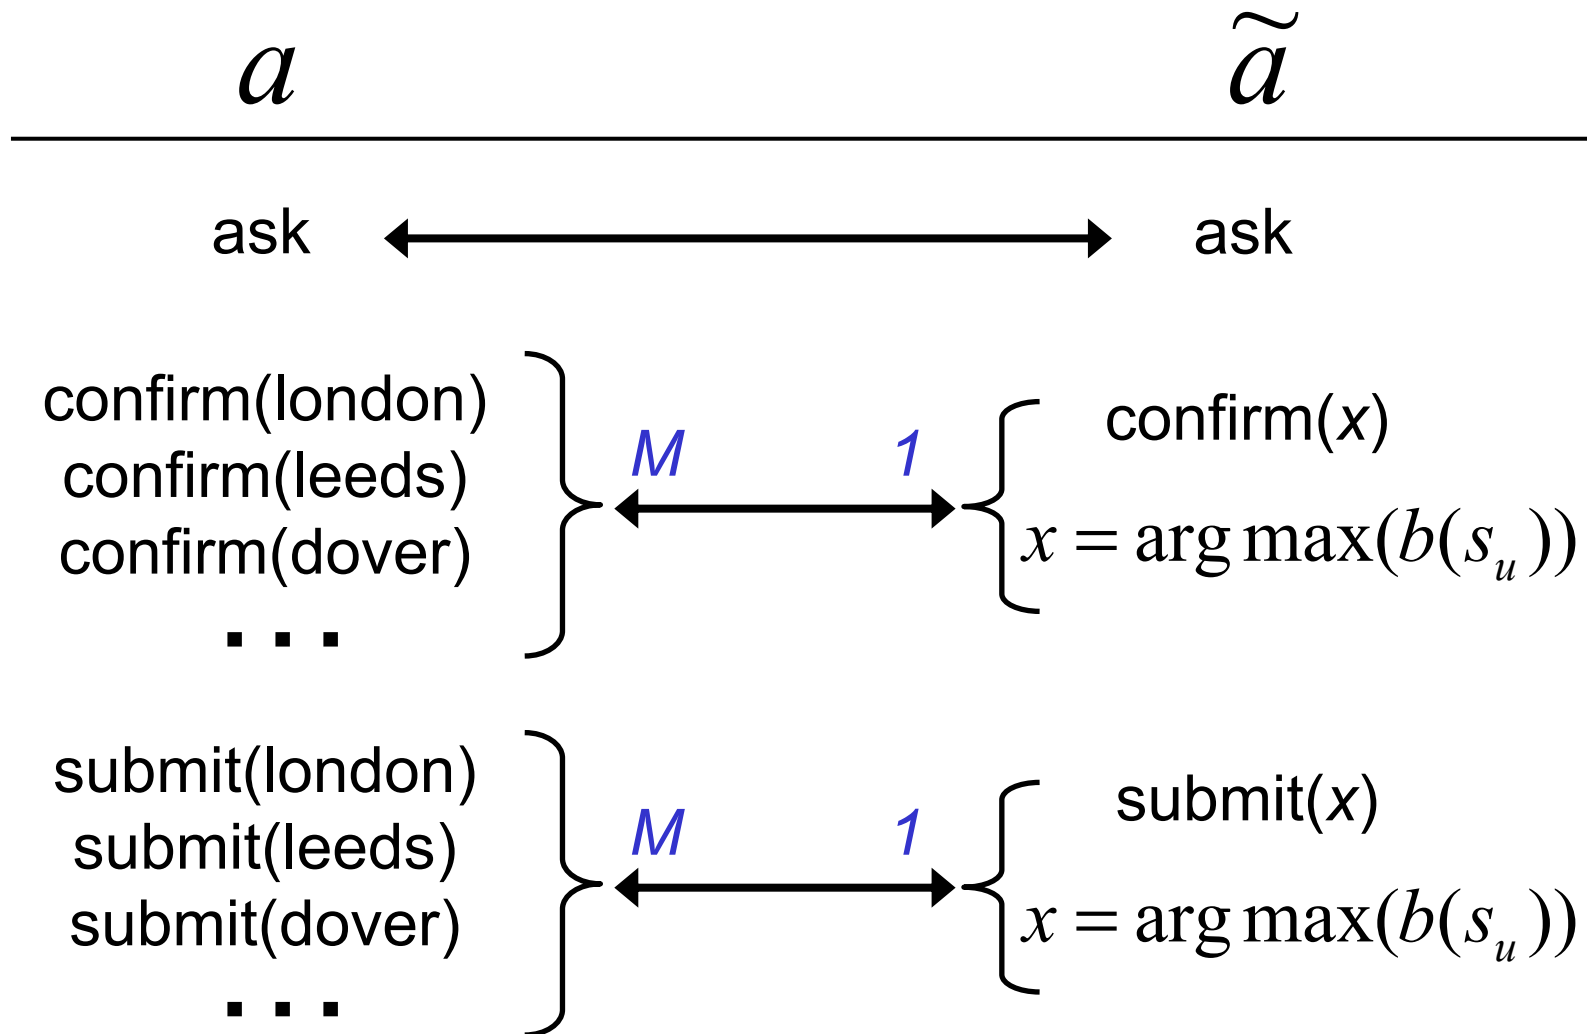 a ã
ask ask
confirm(london)
confirm(leeds)
confirm(dover)
...
M 1
confirm(x)
x = arg max(b(s_u))
submit(london)
submit(leeds)
submit(dover)
...
M 1
submit(x)
x = arg max(b(s_u))